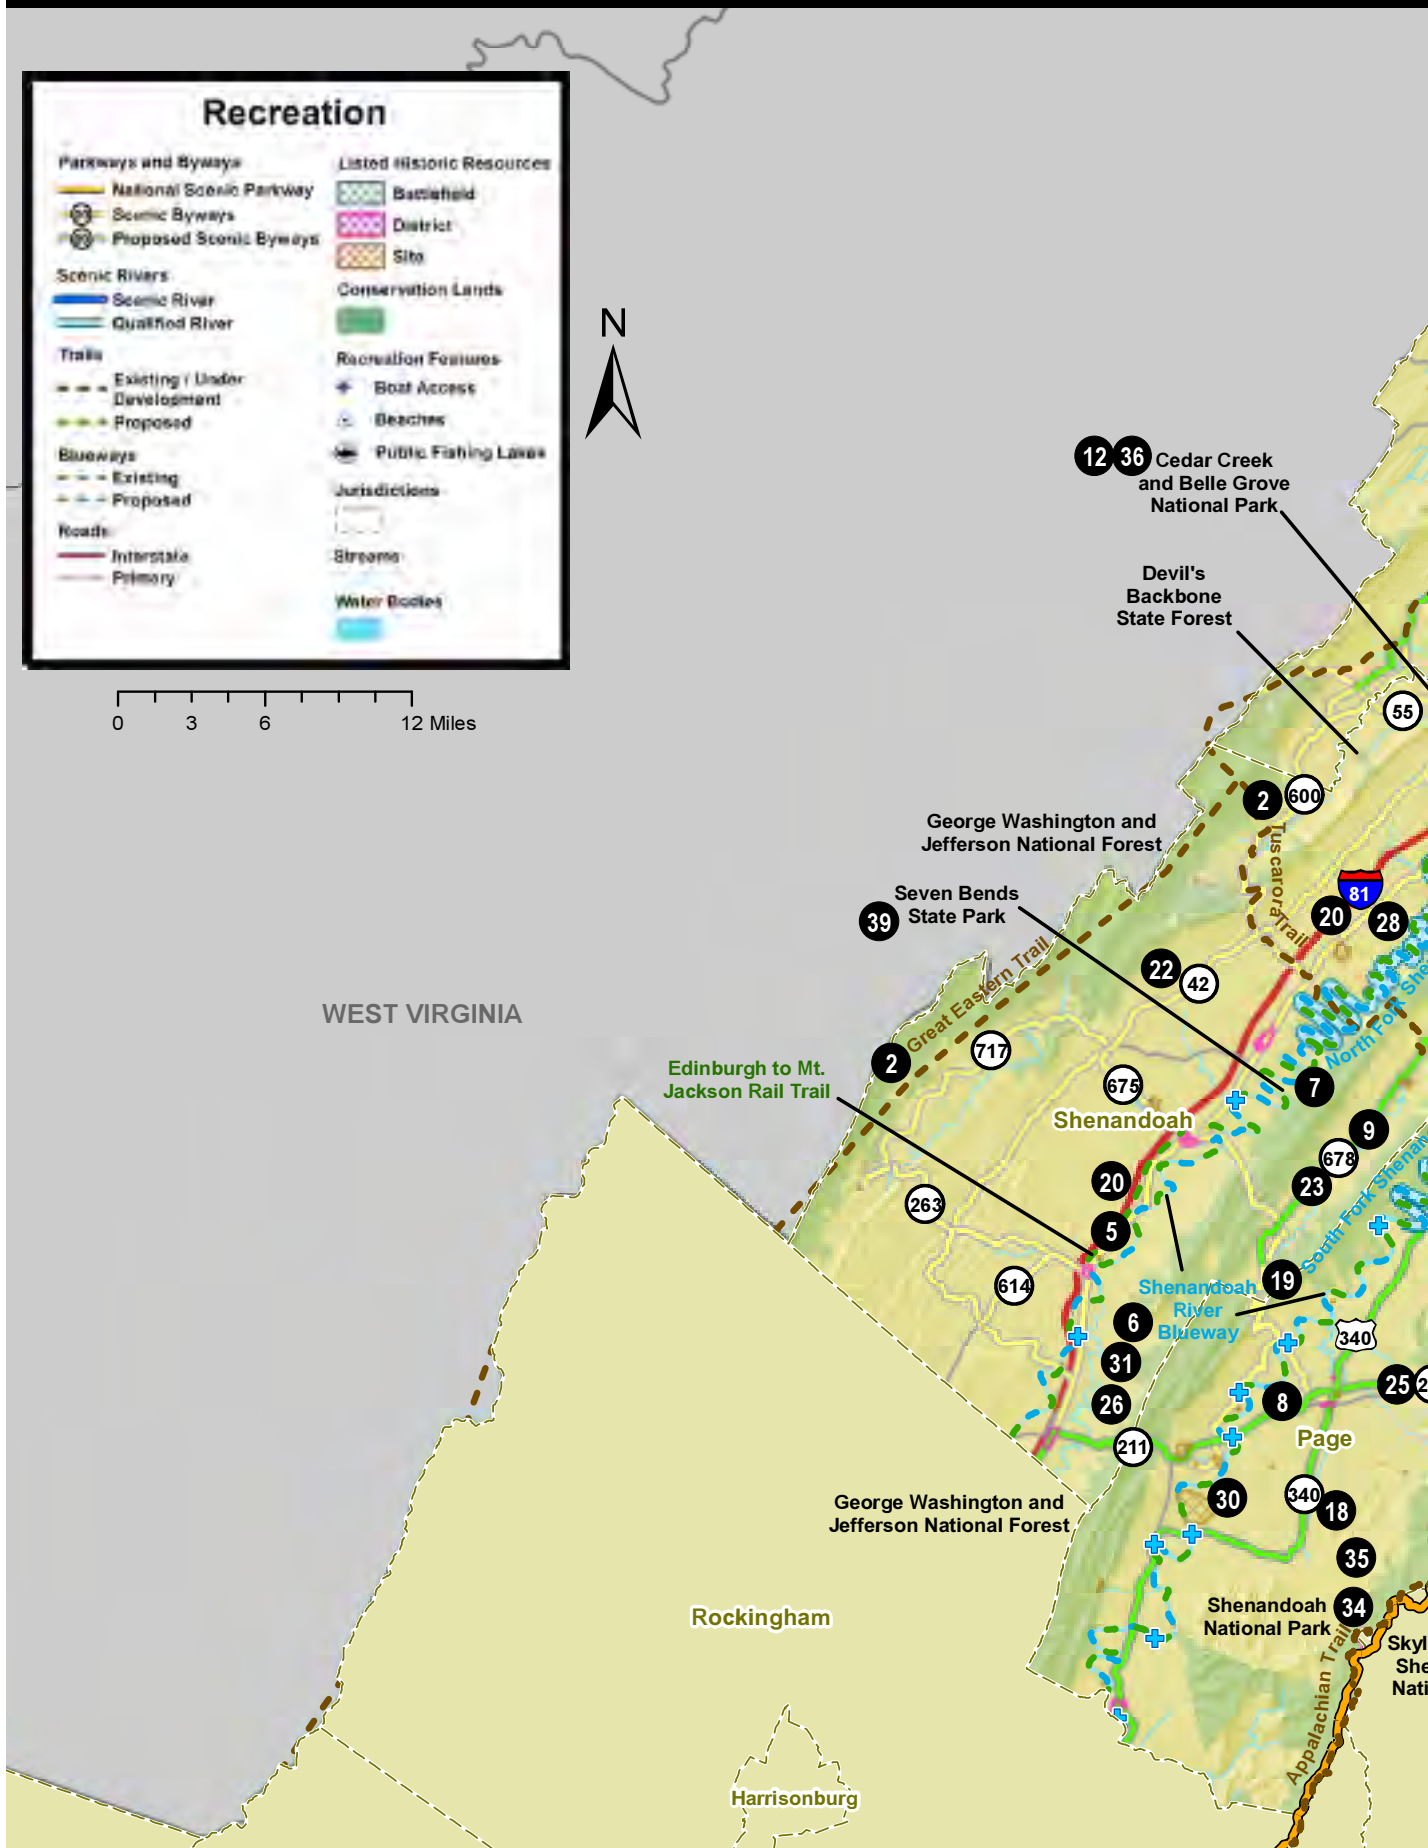 Recreation
Parkways and Byways
National Scenic Parkway
Scenic Byways
Proposed Scenic Byways
Scenic Rivers
Scenic River
Qualified River
Trails
Existing / Under
Development
Proposed
Blueways
Existing
Proposed
Roads
Interstate
Primary
Listed Historic Resources
Battlefield
District
Site
Conservation Lands
Recreation Features
Boat Access
Beaches
Public Fishing Lakes
Jurisdictions
Streams
Water Bodies
N
0 3 6 12 Miles
12 36 Cedar Creek
and Belle Grove
National Park
Devil's
Backbone
State Forest
55
2 600
George Washington and
Jefferson National Forest
Tuscarora Trail
81
39 Seven Bends
State Park
20 28
22 42
Great Eastern Trail
WEST VIRGINIA
North Fork She
717
2
Edinburgh to Mt.
Jackson Rail Trail
675
7
Shenandoah
9
678
23
South Fork Shenan
20
263
5
19
614
Shenandoah
River
Blueway
6
340
31
25
2
26
8
211
Page
George Washington and
Jefferson National Forest
30
340
18
35
Shenandoah
National Park
34
Rockingham
Skyl
She
Nati
Appalachian Trail
Harrisonburg